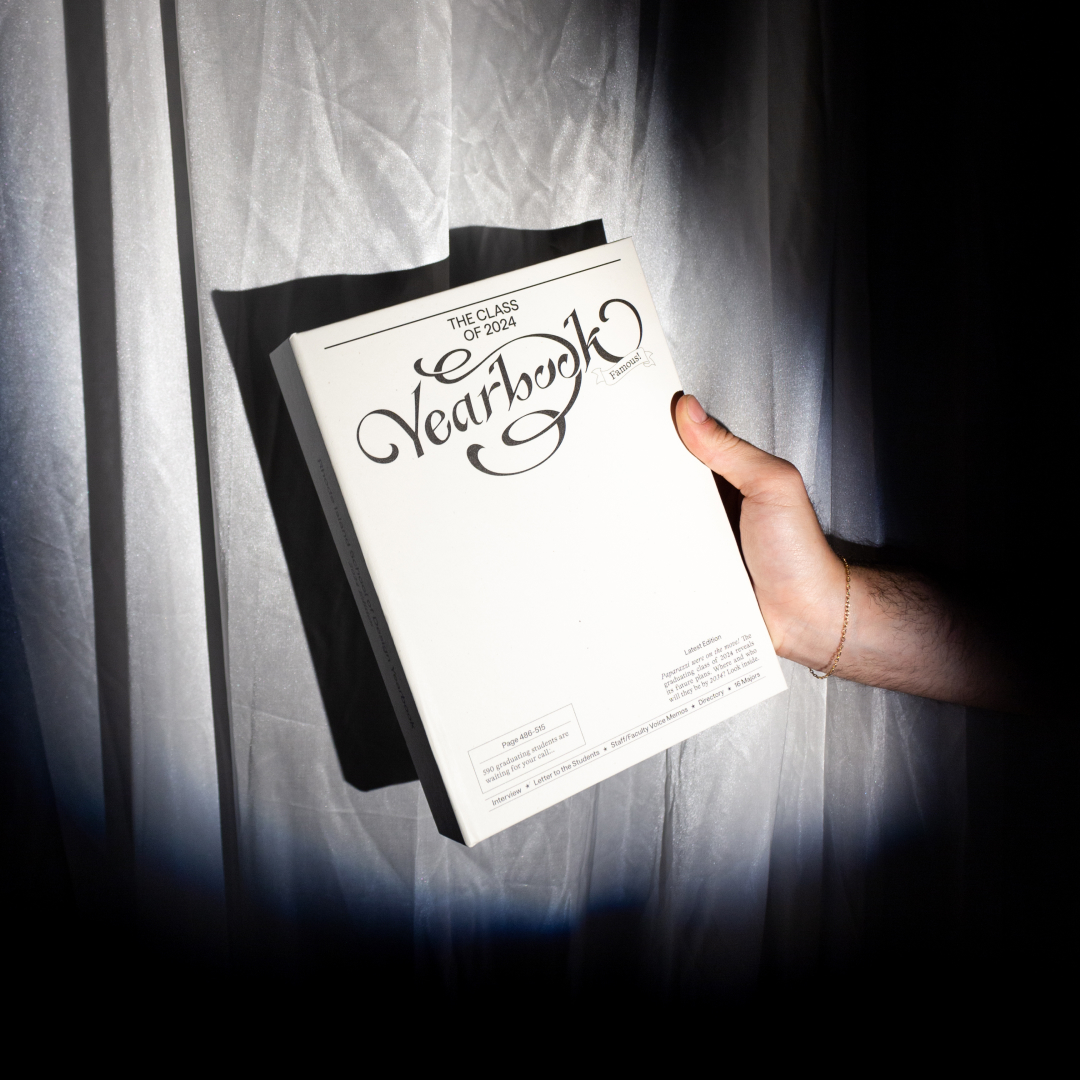 THE CLASS
OF 2024
Yearbook
Famous!
Latest Edition
Paparazzi were on the move! The
graduating class of 2024 reveals
its future plans. Where and who
will they be by 2034? Look inside.
Page 486-515
590 graduating students are
waiting for your call...
Interview ● Letter to the Students ● Staff/Faculty Voice Memos ● Directory ● 16 Majors